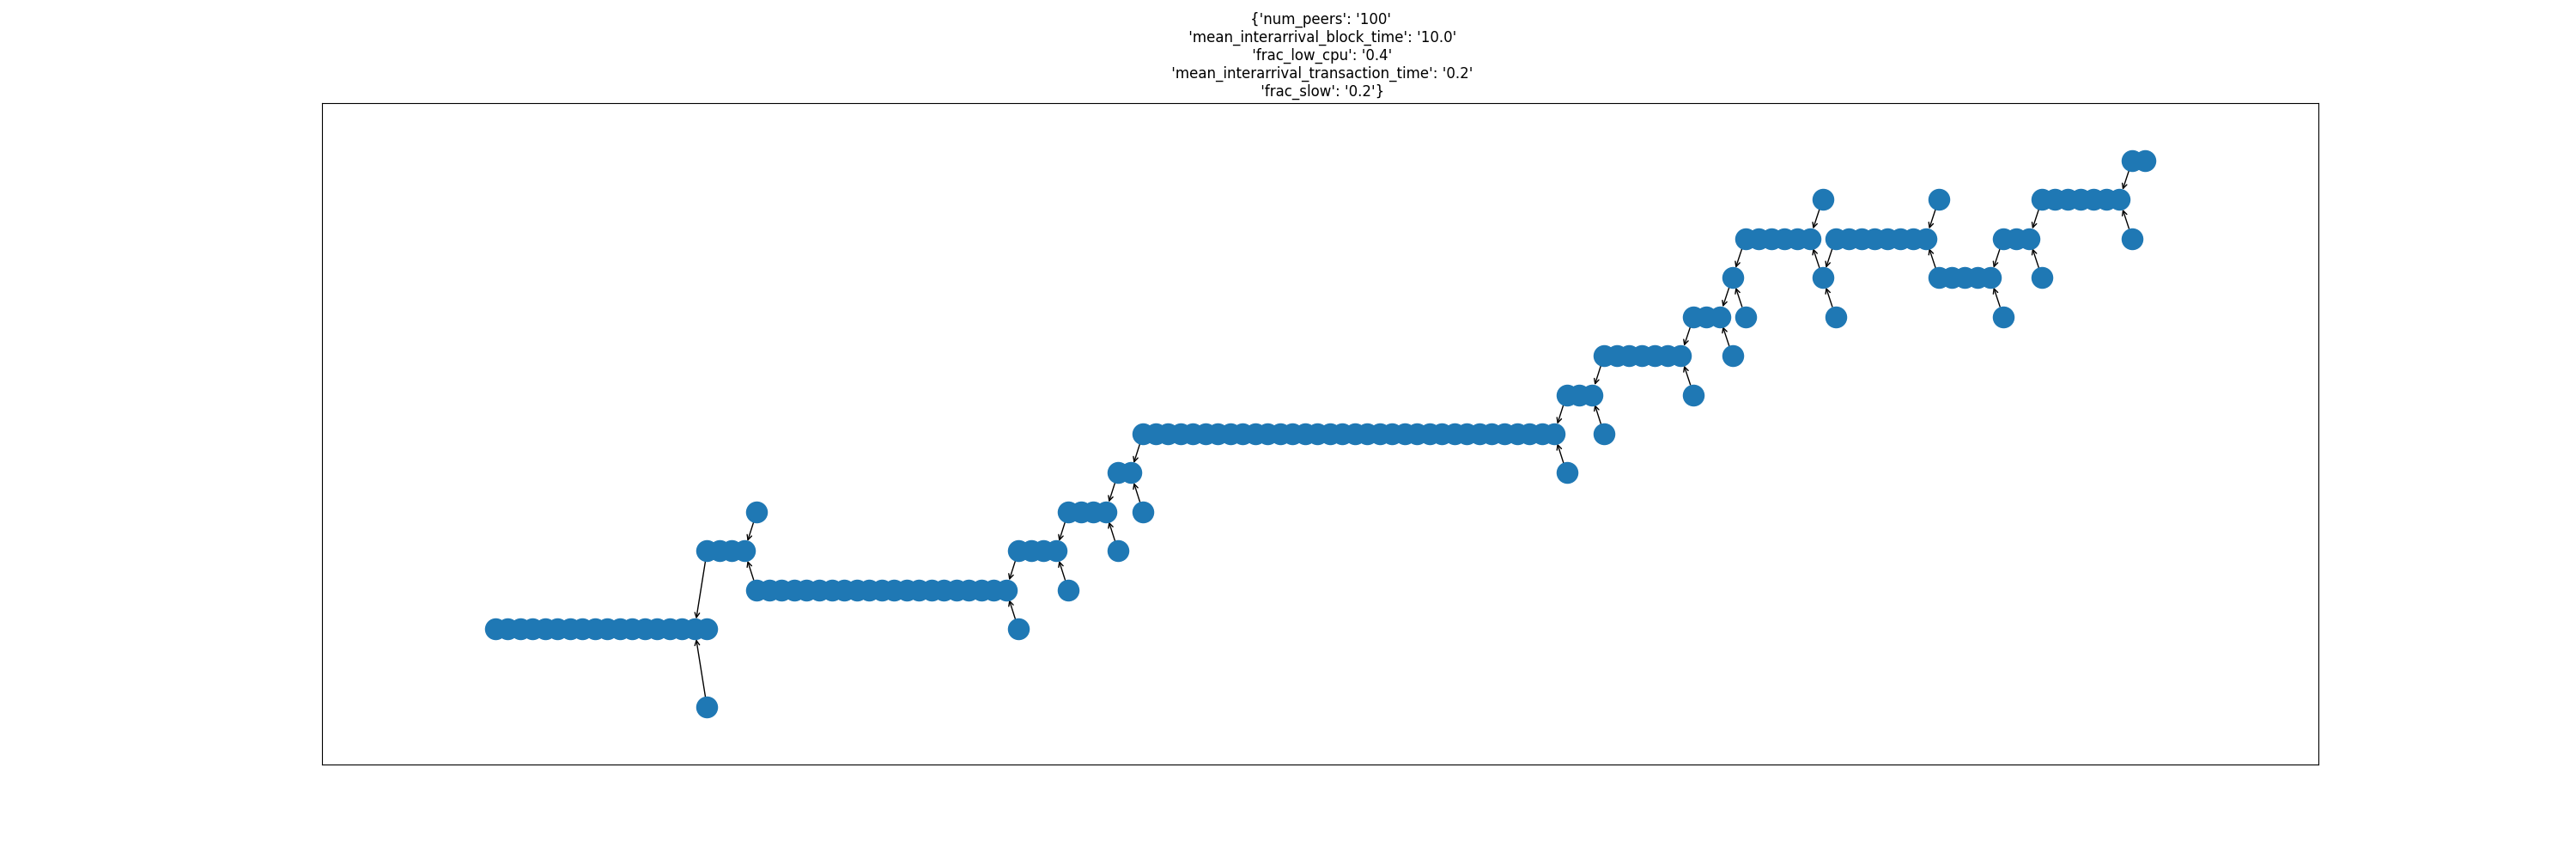 {'num_peers': '100'
'mean_interarrival_block_time': '10.0'
'frac_low_cpu': '0.4'
'mean_interarrival_transaction_time': '0.2'
'frac_slow': '0.2'}